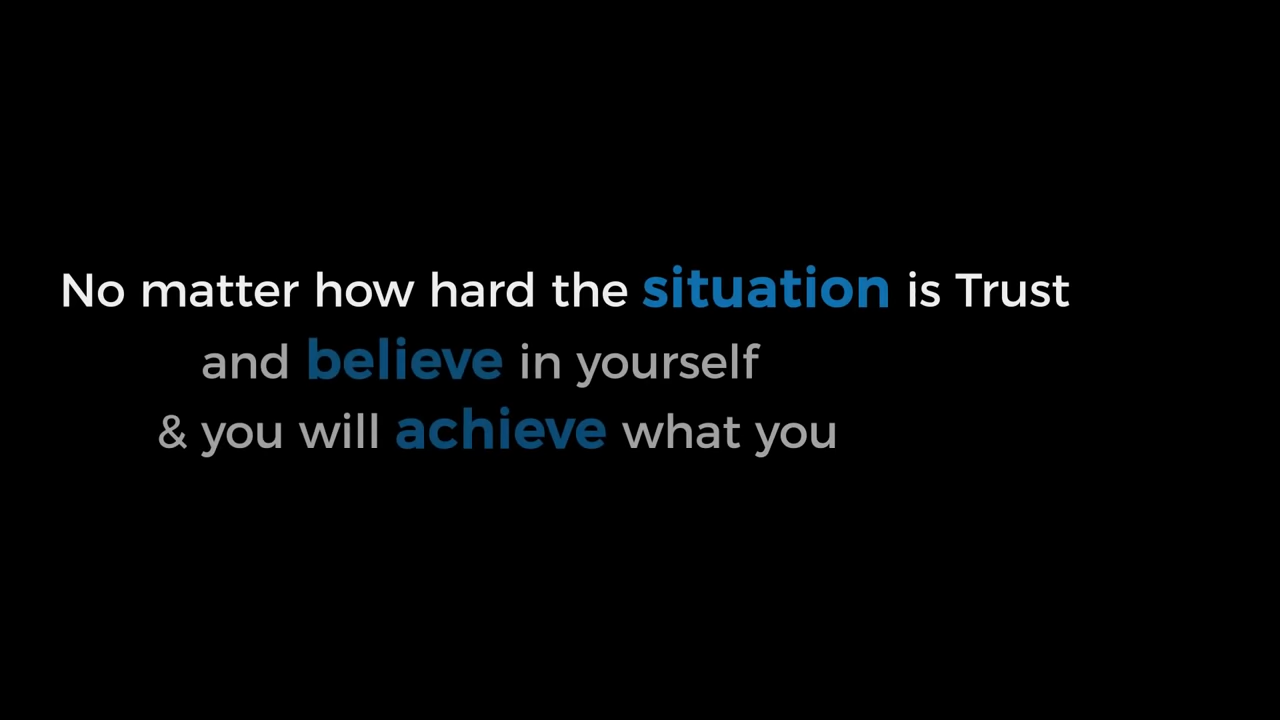 No matter how hard the situation is Trust
and believe in yourself
& you will achieve what you